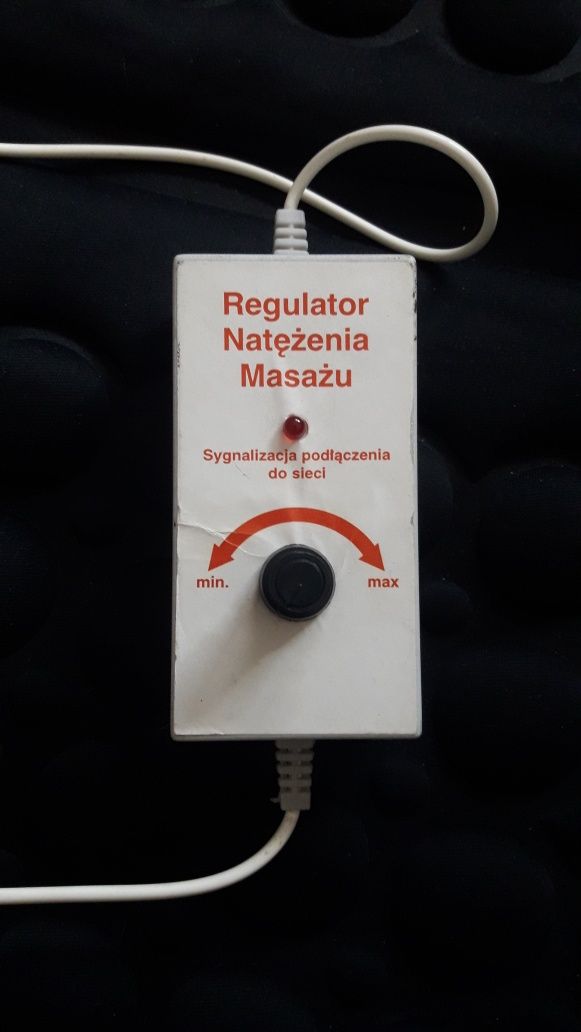 Regulator
Natężenia
Masażu
Sygnalizacja podłączenia
do sieci
min.
max